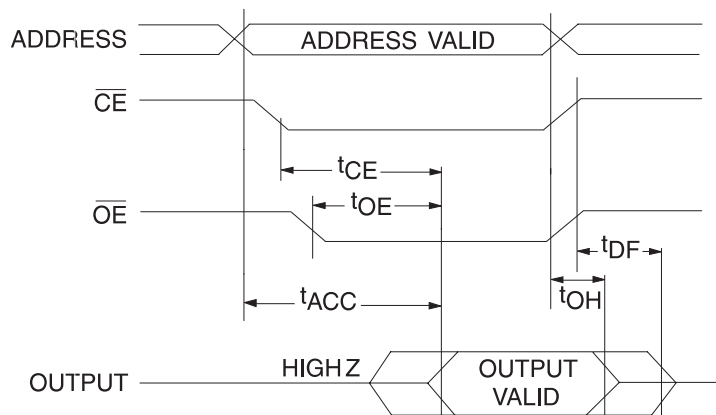 ADDRESS
ADDRESS VALID
CE
tCE
tOE
OE
tDF
tACC
tOH
HIGH Z
OUTPUT
OUTPUT
VALID